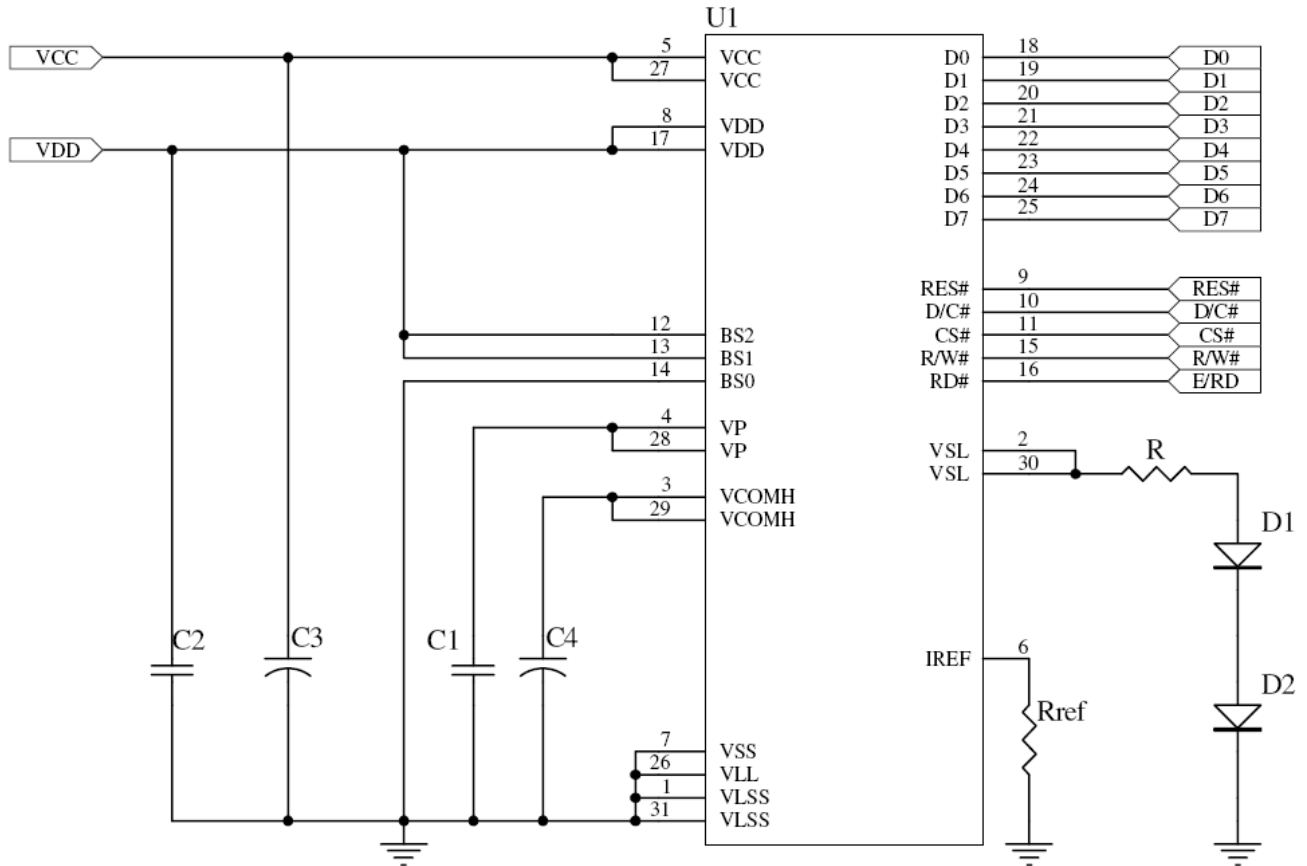 U1
VCC 5 VCC D0 18 D0
27 VCC D1 19 D1
D2 20 D2
8 VDD D3 21 D3
VDD 17 VDD D4 22 D4
D5 23 D5
D6 24 D6
D7 25 D7
RES# 9 RES#
D/C# 10 D/C#
12 BS2 CS# 11 CS#
13 BS1 R/W# 15 R/W#
14 BS0 RD# 16 E/RD
4 VP
28 VP VSL 2
VSL 30 R
3 VCOMH
29 VCOMH D1
C2 C3 C1 C4
IREF 6
D2
Rref
7 VSS
26 VLL
1 VLSS
31 VLSS